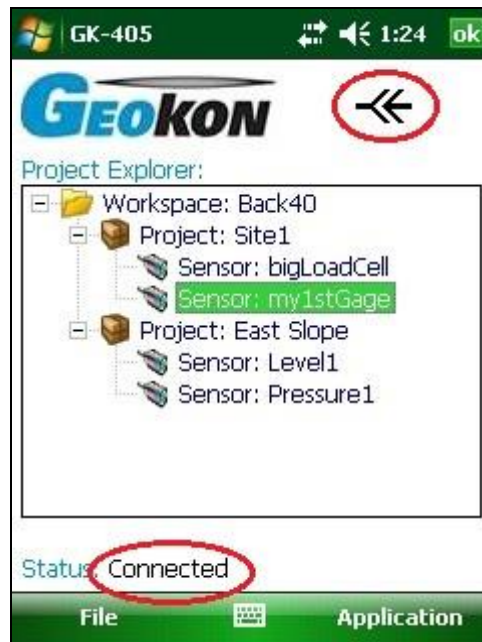 GK-405 1:24 ok
GEOKON
Project Explorer:
Workspace: Back40
Project: Site1
Sensor: bigLoadCell
Sensor: my1stGage
Project: East Slope
Sensor: Level1
Sensor: Pressure1
Status: Connected
File Application